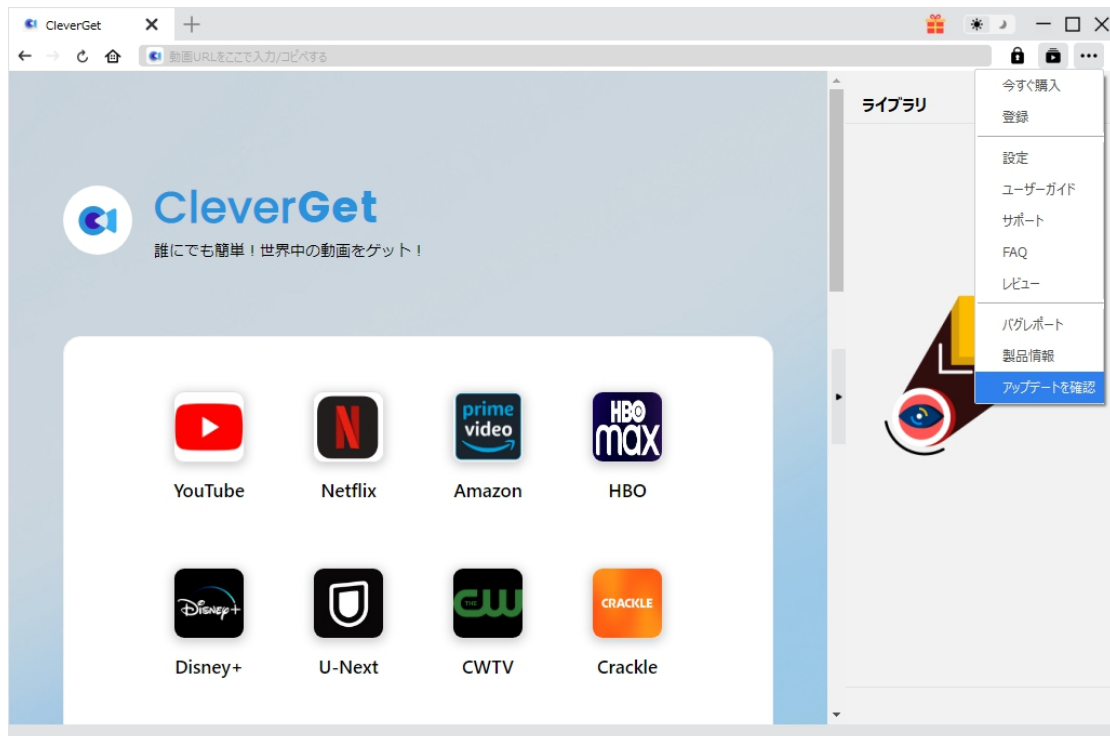 CleverGet
動画URLをここで入力/コピペする
今すぐ購入
登録
設定
ユーザーガイド
サポート
FAQ
レビュー
バグレポート
製品情報
アップデートを確認
ライブラリ
CleverGet
誰にでも簡単！世界中の動画をゲット！
prime
video
HBO
max
YouTube
Netflix
Amazon
HBO
Disney+
THE CW
CRACKLE
Disney+
U-Next
CWTV
Crackle